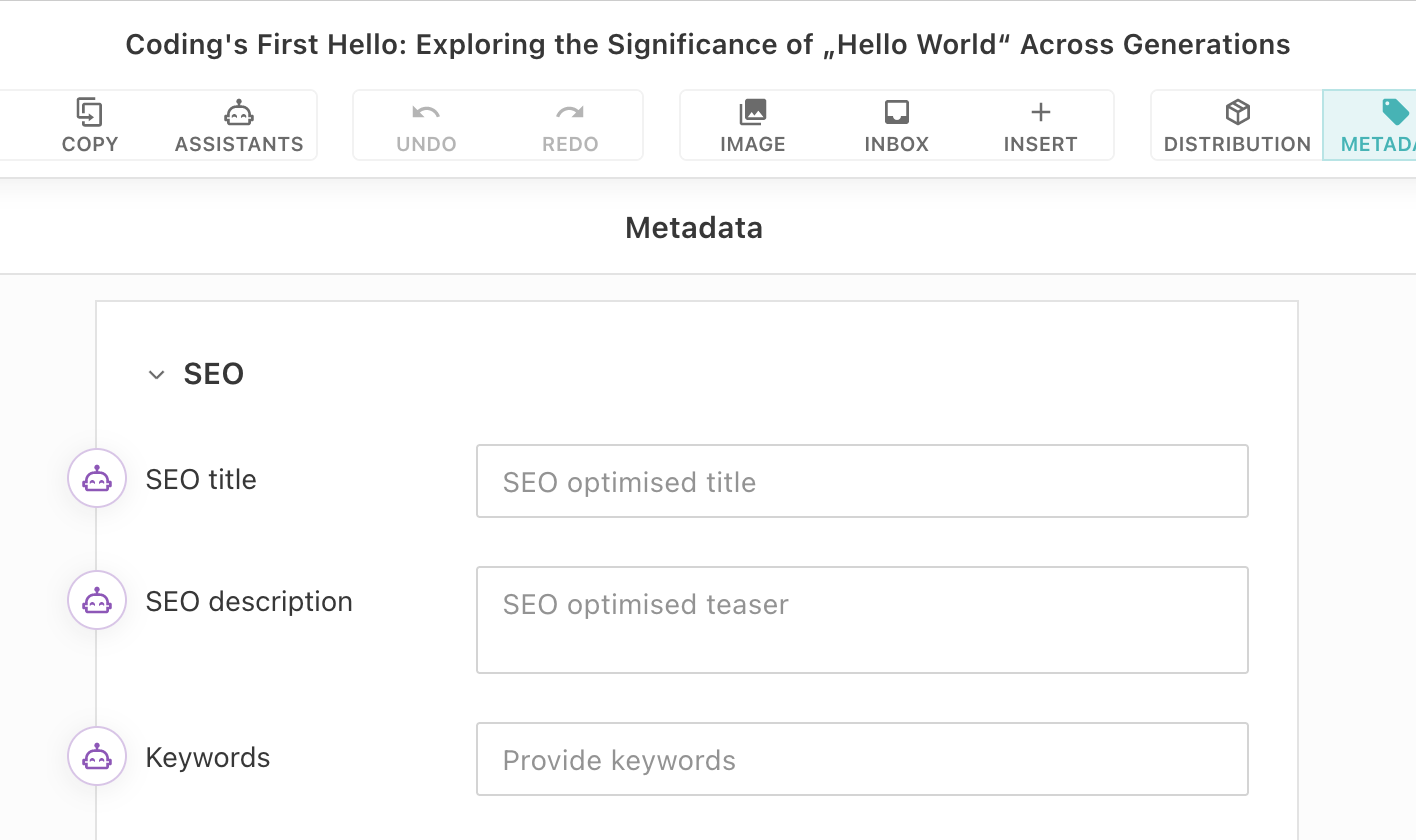 Coding's First Hello: Exploring the Significance of „Hello World“ Across Generations
COPY ASSISTANTS UNDO REDO IMAGE INBOX INSERT DISTRIBUTION METADA
Metadata
SEO
SEO title
SEO optimised title
SEO description
SEO optimised teaser
Keywords
Provide keywords